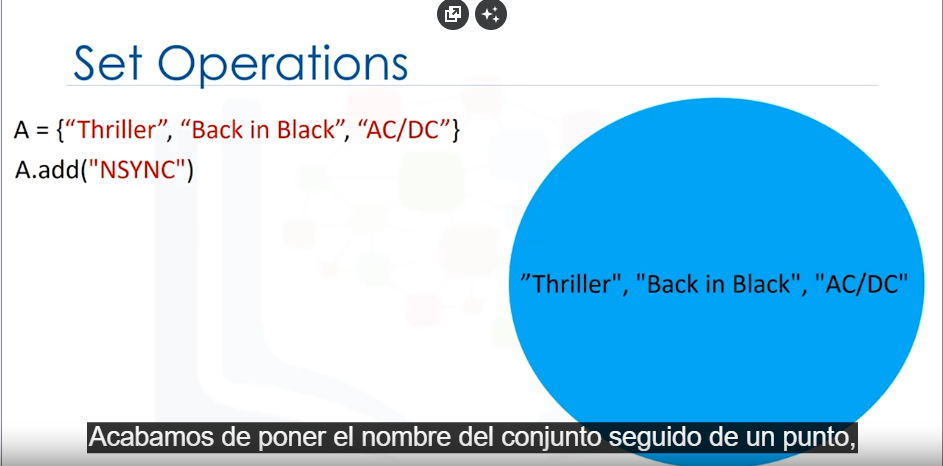 Set Operations
A = {“Thriller”, “Back in Black”, “AC/DC”}
A.add("NSYNC")
”Thriller", "Back in Black", "AC/DC"
Acabamos de poner el nombre del conjunto seguido de un punto,